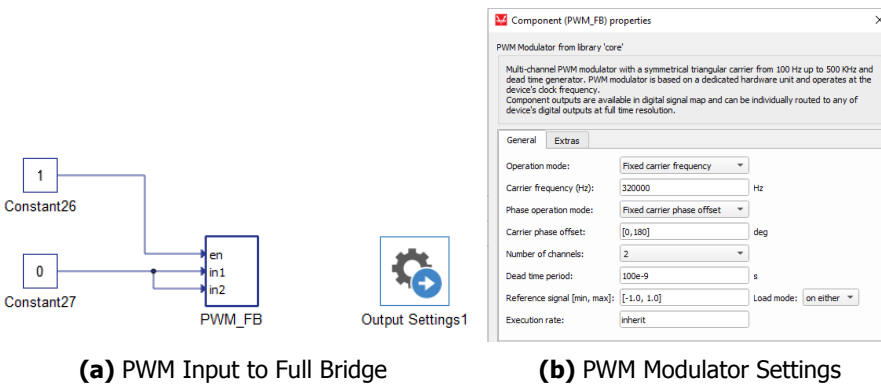 Component (PWM_FB) properties
PWM Modulator from library 'core'
Multi-channel PWM modulator with a symmetrical triangular carrier from 100 Hz up to 500 KHz and
dead time generator. PWM modulator is based on a dedicated hardware unit and operates at the
device's clock frequency.
Component outputs are available in digital signal map and can be individually routed to any of
device's digital outputs at full time resolution.
General Extras
Operation mode: Fixed carrier frequency
Carrier frequency (Hz): 320000 Hz
Phase operation mode: Fixed carrier phase offset
Carrier phase offset: [0,180] deg
Number of channels: 2
Dead time period: 100e-9 s
Reference signal [min, max]: [-1.0, 1.0] Load mode: on either
Execution rate: inherit
1
Constant26
0
Constant27
en
in1
in2
PWM_FB
Output Settings1
(a) PWM Input to Full Bridge
(b) PWM Modulator Settings